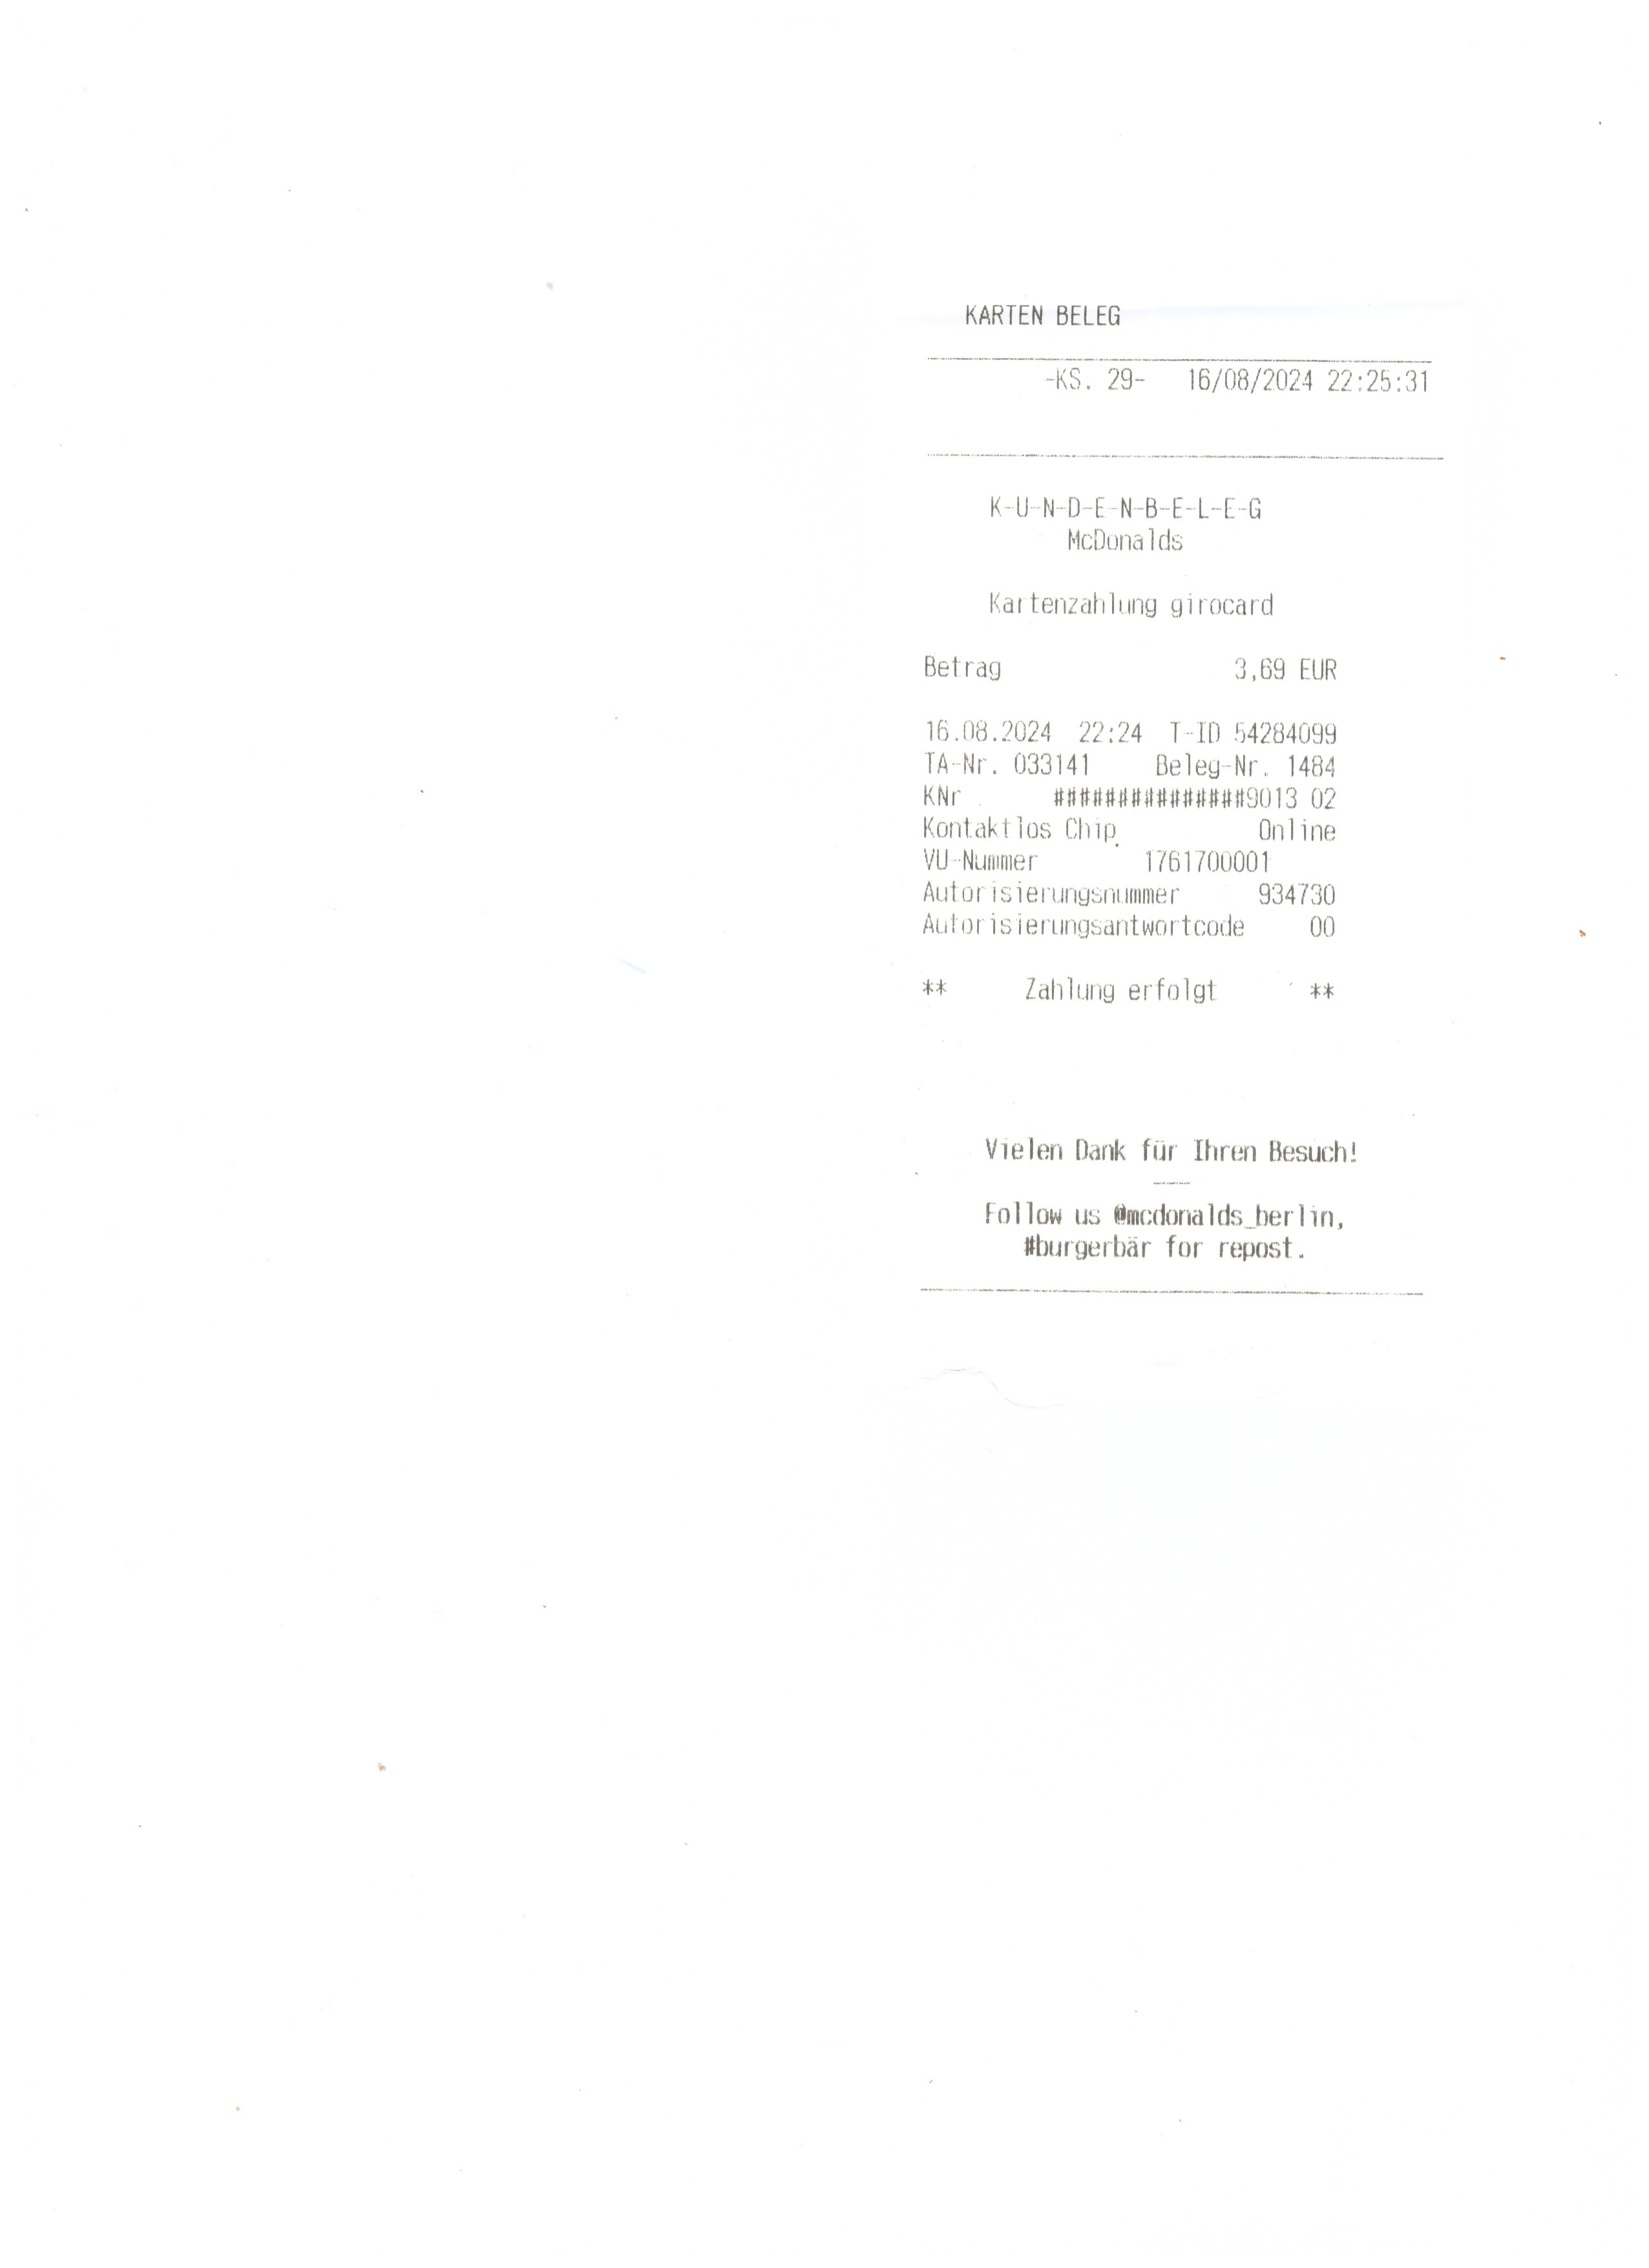 KARTEN BELEG
-KS. 29- 16/08/2024 22:25:31
K-U-N-D-E-N-B-E-L-E-G
McDonalds
Kartenzahlung girocard
Betrag 3,69 EUR
16.08.2024 22:24 T-ID 54284099
TA-Nr. 033141 Beleg-Nr. 1484
KNr ###############9013 02
Kontaktlos Chip Online
VU-Nummer 1761700001
Autorisierungsnummer 934730
Autorisierungsantwortcode 00
** Zahlung erfolgt **
Vielen Dank für Ihren Besuch!
---
Follow us @mcdonalds_berlin,
#burgerbär for repost.